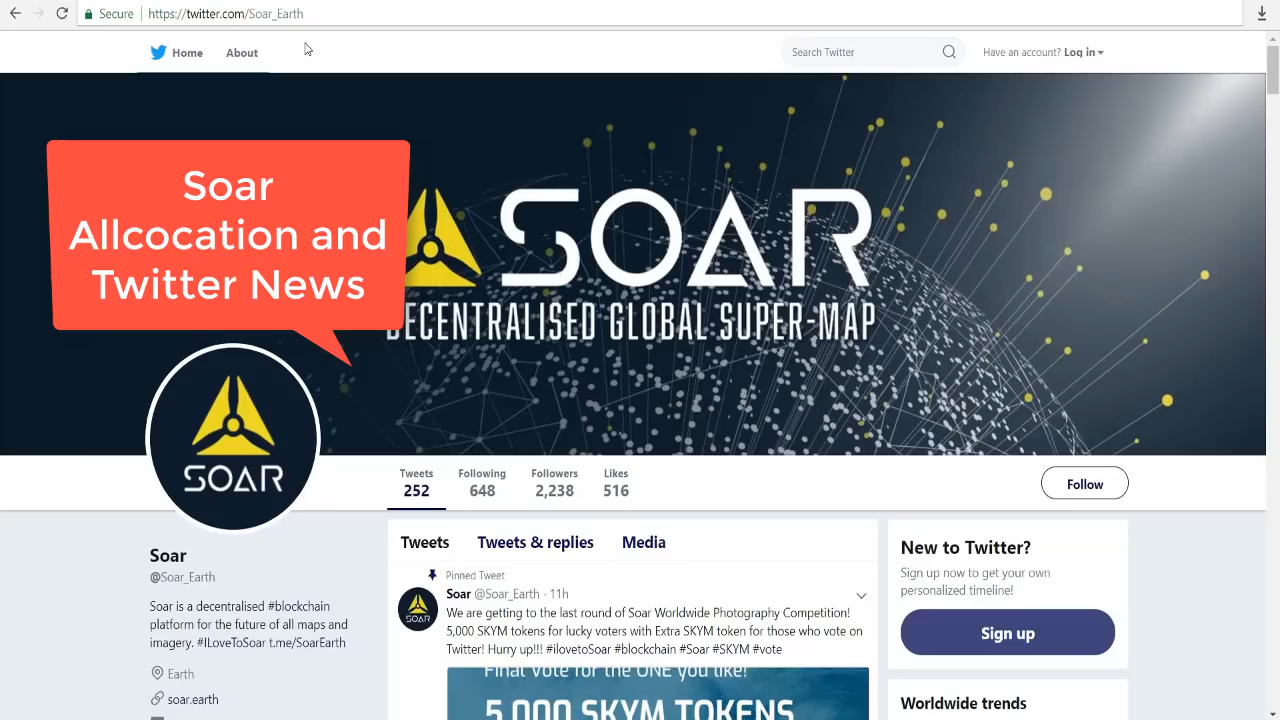 Secure https://twitter.com/Soar_Earth
Home About Search Twitter Have an account? Log in
Soar
Allcocation and
Twitter News
SOAR
DECENTRALISED GLOBAL SUPER-MAP
SOAR
Tweets Following Followers Likes
252 648 2,238 516
Follow
Soar
@Soar_Earth
Soar is a decentralised #blockchain
platform for the future of all maps and
imagery. #ILoveToSoar t.me/SoarEarth
Earth
soar.earth
Tweets Tweets & replies Media
Pinned Tweet
SOAR
Soar @Soar_Earth · 11h
We are getting to the last round of Soar Worldwide Photography Competition!
5,000 SKYM tokens for lucky voters with Extra SKYM token for those who vote on
Twitter! Hurry up!!! #ilovetoSoar #blockchain #Soar #SKYM #vote
Final vote for the ONE you like!
5,000 SKYM TOKENS
New to Twitter?
Sign up now to get your own
personalized timeline!
Sign up
Worldwide trends